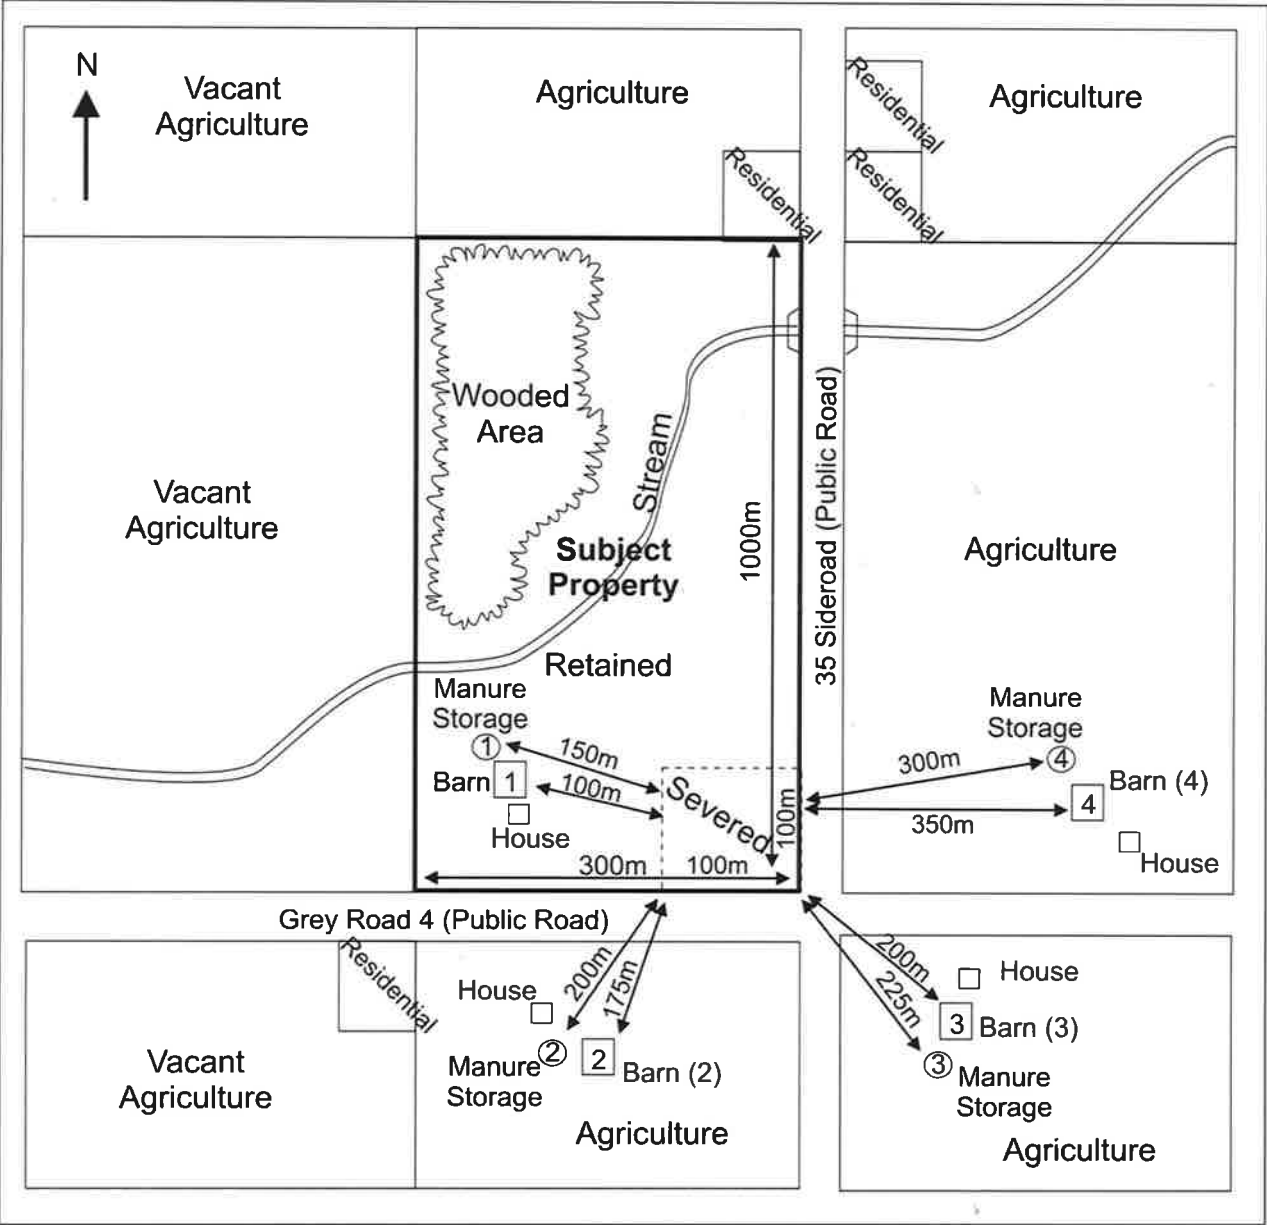 N
Vacant
Agriculture
Agriculture
Residential
Residential
Residential
Agriculture
Wooded
Area
Stream
Vacant
Agriculture
Subject
Property
1000m
35 Sideroad (Public Road)
Agriculture
Retained
Manure
Storage
1
150m
Barn
1
100m
House
Severed
100m
300m
100m
Manure
Storage
4
300m
Barn (4)
4
350m
House
Grey Road 4 (Public Road)
Residential
Vacant
Agriculture
House
200m
175m
2
Manure
Storage
2
Barn (2)
Agriculture
200m
225m
House
3
Barn (3)
3
Manure
Storage
Agriculture